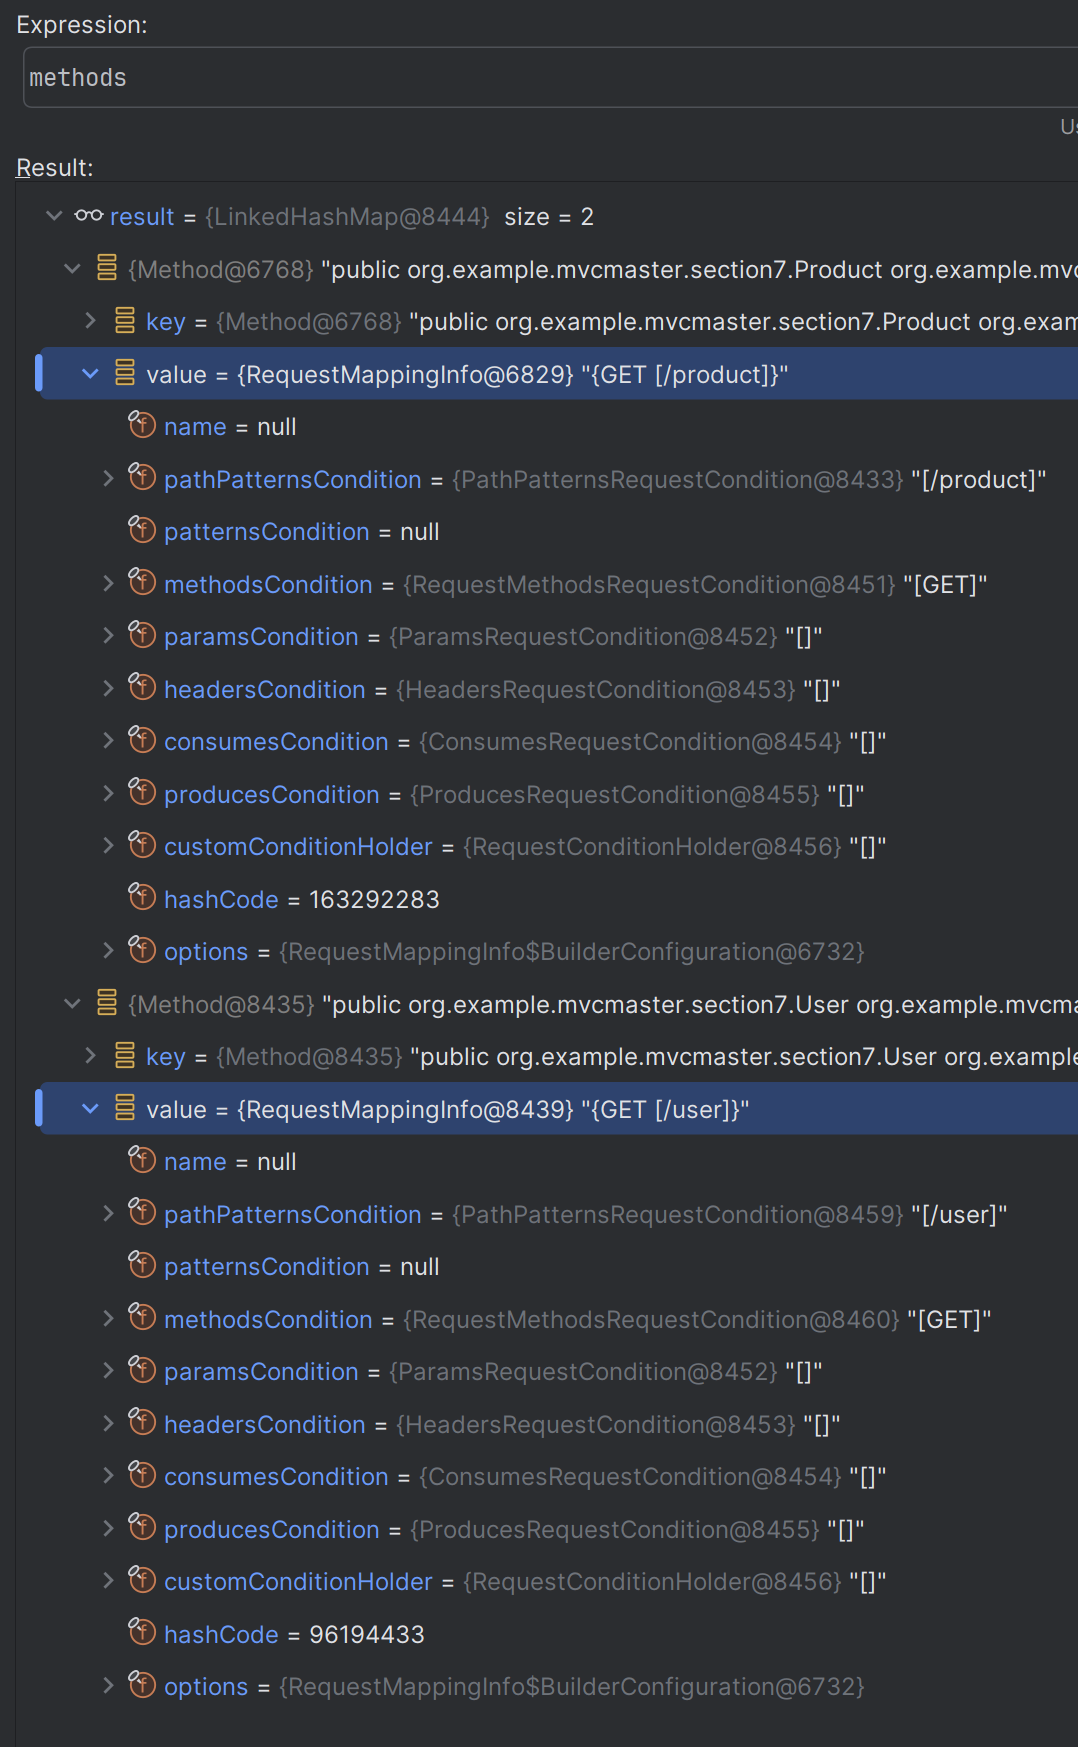 Expression:
methods
Us
Result:
result = {LinkedHashMap@8444} size = 2
{Method@6768} "public org.example.mvcmaster.section7.Product org.example.mvc
key = {Method@6768} "public org.example.mvcmaster.section7.Product org.exam
value = {RequestMappingInfo@6829} "{GET [/product]}"
name = null
pathPatternsCondition = {PathPatternsRequestCondition@8433} "[/product]"
patternsCondition = null
methodsCondition = {RequestMethodsRequestCondition@8451} "[GET]"
paramsCondition = {ParamsRequestCondition@8452} "[]"
headersCondition = {HeadersRequestCondition@8453} "[]"
consumesCondition = {ConsumesRequestCondition@8454} "[]"
producesCondition = {ProducesRequestCondition@8455} "[]"
customConditionHolder = {RequestConditionHolder@8456} "[]"
hashCode = 163292283
options = {RequestMappingInfo$BuilderConfiguration@6732}
{Method@8435} "public org.example.mvcmaster.section7.User org.example.mvcma
key = {Method@8435} "public org.example.mvcmaster.section7.User org.example
value = {RequestMappingInfo@8439} "{GET [/user]}"
name = null
pathPatternsCondition = {PathPatternsRequestCondition@8459} "[/user]"
patternsCondition = null
methodsCondition = {RequestMethodsRequestCondition@8460} "[GET]"
paramsCondition = {ParamsRequestCondition@8452} "[]"
headersCondition = {HeadersRequestCondition@8453} "[]"
consumesCondition = {ConsumesRequestCondition@8454} "[]"
producesCondition = {ProducesRequestCondition@8455} "[]"
customConditionHolder = {RequestConditionHolder@8456} "[]"
hashCode = 96194433
options = {RequestMappingInfo$BuilderConfiguration@6732}